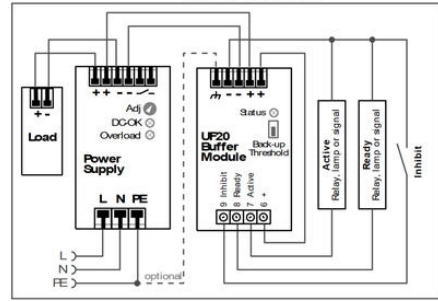 + + - - -
- - + +
Adj
DC-OK
Overload
Status
+ -
Load
Power
Supply
UF20
Buffer
Module
Back-up
Threshold
L N PE
9 Inhibit
8 Ready
7 Active
6 +
Active
Relay, lamp or signal
Ready
Relay, lamp or signal
Inhibit
L
N
PE
optional